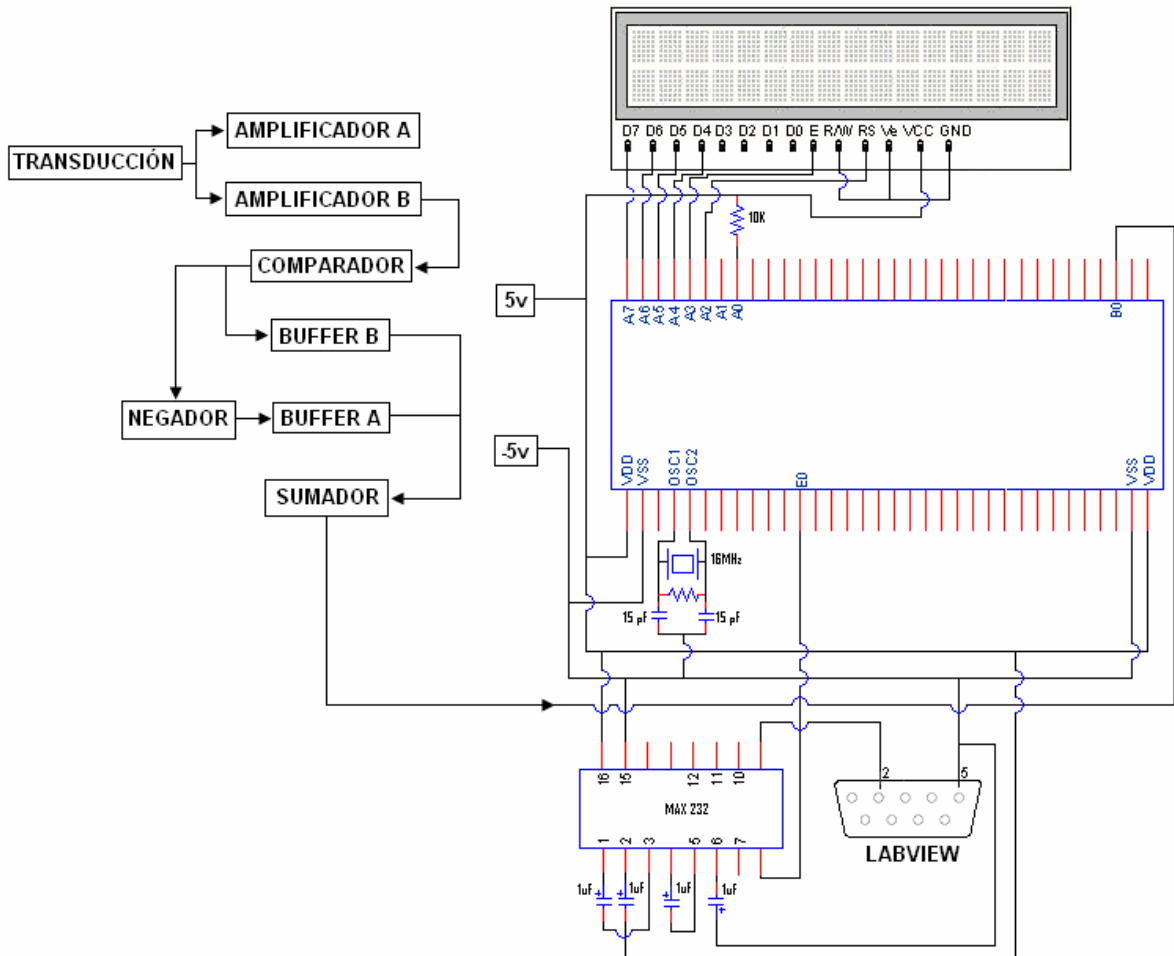 D7 D6 D5 D4 D3 D2 D1 D0 E R/W RS Ve VCC GND
AMPLIFICADOR A
TRANSDUCCIÓN
AMPLIFICADOR B
10K
COMPARADOR
5v
A7 A6 A5 A4 A3 A2 A1 A0 B0
BUFFER B
NEGADOR
BUFFER A
-5v
SUMADOR
VDD VSS OSC1 OSC2 E0 VSS VDD
16MHz
15 pF 15 pF
16 15 12 11 10
2 5
MAX 232
1 2 3 5 6 7
LABVIEW
1uF 1uF 1uF 1uF